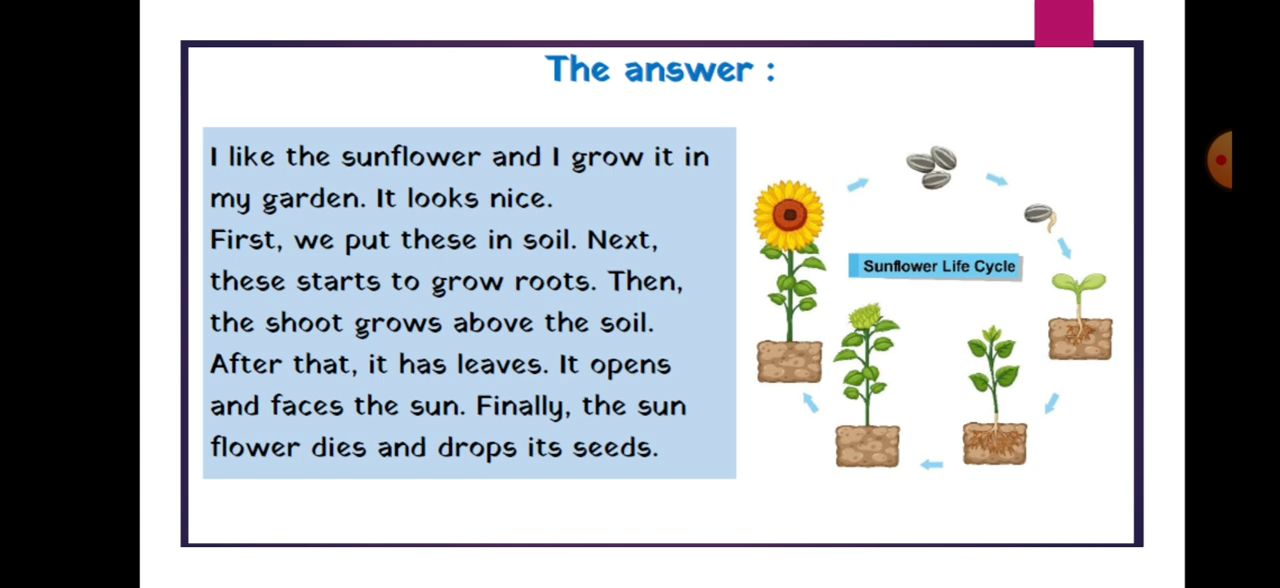 The answer :
I like the sunflower and I grow it in
my garden. It looks nice.
First, we put these in soil. Next,
these starts to grow roots. Then,
the shoot grows above the soil.
After that, it has leaves. It opens
and faces the sun. Finally, the sun
flower dies and drops its seeds.
Sunflower Life Cycle